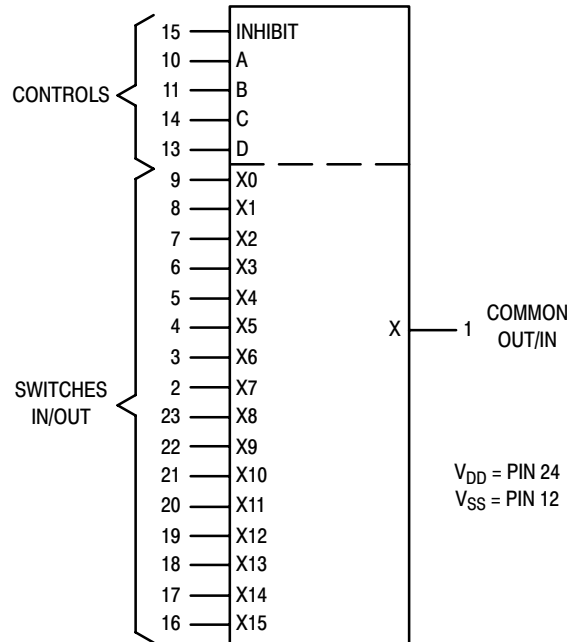 15 INHIBIT
10 A
11 B
CONTROLS
14 C
13 D
9 X0
8 X1
7 X2
6 X3
5 X4
4 X5
X 1 COMMON
OUT/IN
3 X6
2 X7
SWITCHES
IN/OUT
23 X8
22 X9
21 X10
20 X11
19 X12
18 X13
17 X14
16 X15
VDD = PIN 24
VSS = PIN 12